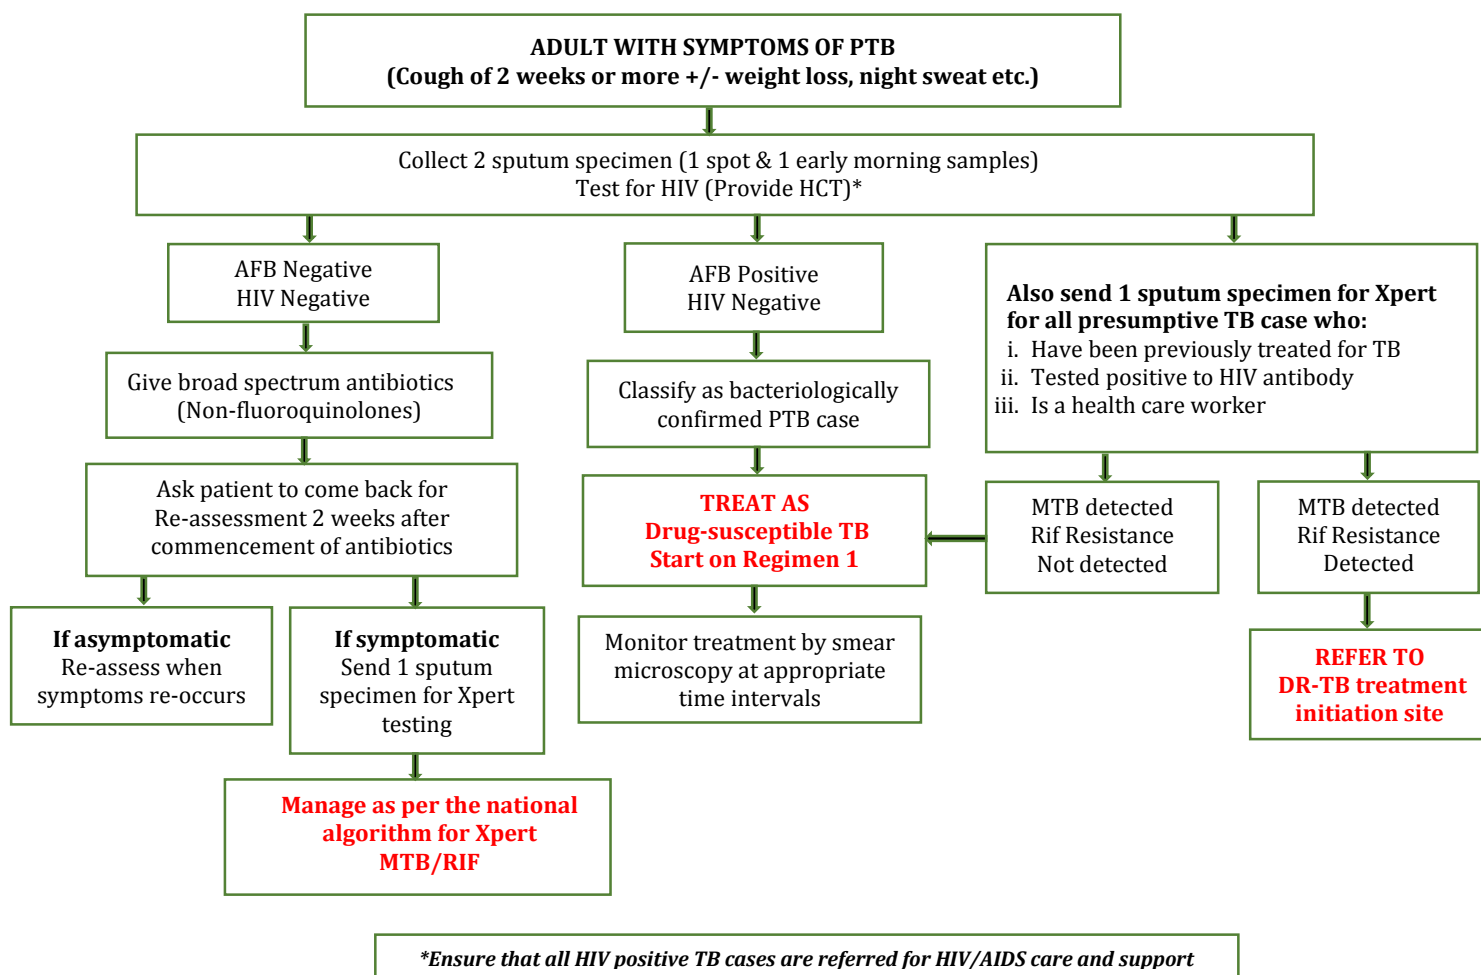 ADULT WITH SYMPTOMS OF PTB
(Cough of 2 weeks or more +/- weight loss, night sweat etc.)
Collect 2 sputum specimen (1 spot & 1 early morning samples)
Test for HIV (Provide HCT)*
AFB Negative
HIV Negative
Give broad spectrum antibiotics
(Non-fluoroquinolones)
Ask patient to come back for
Re-assessment 2 weeks after
commencement of antibiotics
If asymptomatic
Re-assess when
symptoms re-occurs
If symptomatic
Send 1 sputum
specimen for Xpert
testing
Manage as per the national
algorithm for Xpert
MTB/RIF
AFB Positive
HIV Negative
Classify as bacteriologically
confirmed PTB case
TREAT AS
Drug-susceptible TB
Start on Regimen 1
Monitor treatment by smear
microscopy at appropriate
time intervals
Also send 1 sputum specimen for Xpert
for all presumptive TB case who:
i. Have been previously treated for TB
ii. Tested positive to HIV antibody
iii. Is a health care worker
MTB detected
Rif Resistance
Not detected
MTB detected
Rif Resistance
Detected
REFER TO
DR-TB treatment
initiation site
*Ensure that all HIV positive TB cases are referred for HIV/AIDS care and support